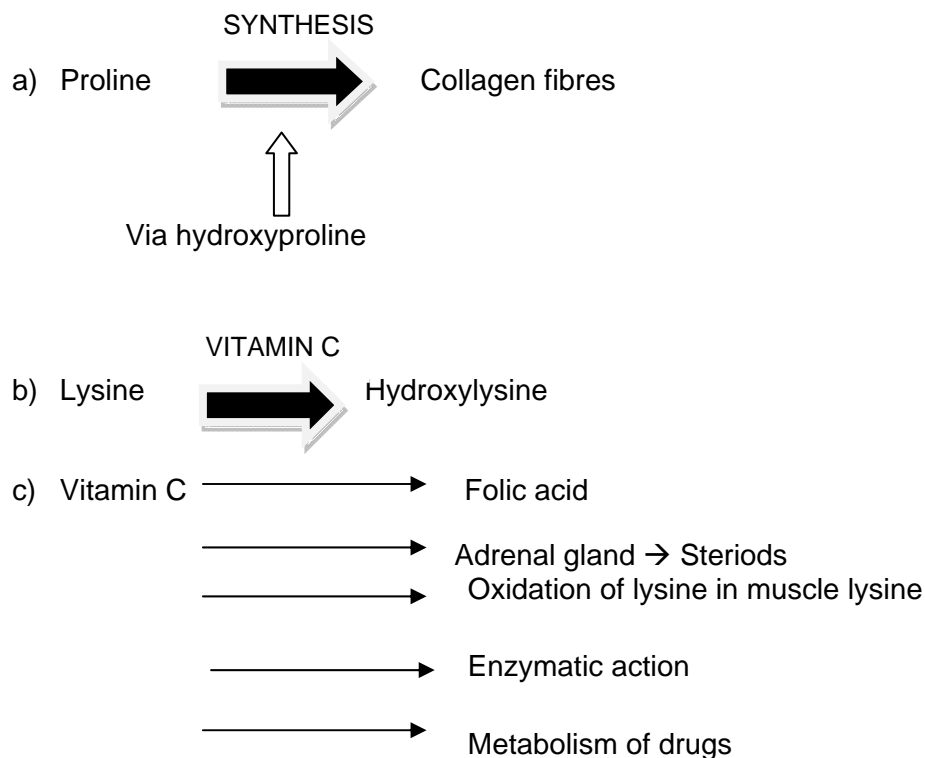 SYNTHESIS
a) Proline Collagen fibres
Via hydroxyproline
VITAMIN C
b) Lysine Hydroxylysine
c) Vitamin C Folic acid
Adrenal gland → Steriods
Oxidation of lysine in muscle lysine
Enzymatic action
Metabolism of drugs